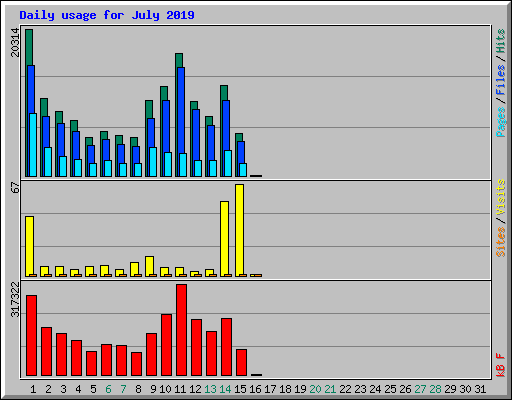 Daily usage for July 2019
20314
Pages/Files/Hits
67
Sites/Visits
317322
kB F
1 2 3 4 5 6 7 8 9 10 11 12 13 14 15 16 17 18 19 20 21 22 23 24 25 26 27 28 29 30 31